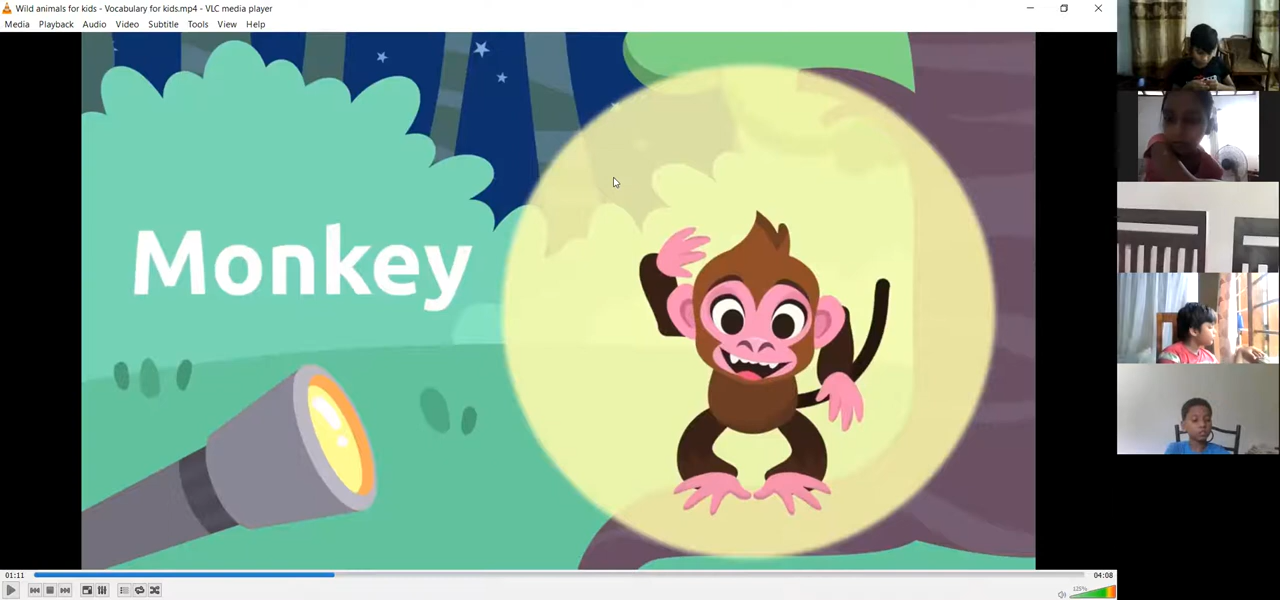 Wild animals for kids - Vocabulary for kids.mp4 - VLC media player
Media Playback Audio Video Subtitle Tools View Help
Monkey
01:11
04:08
125%